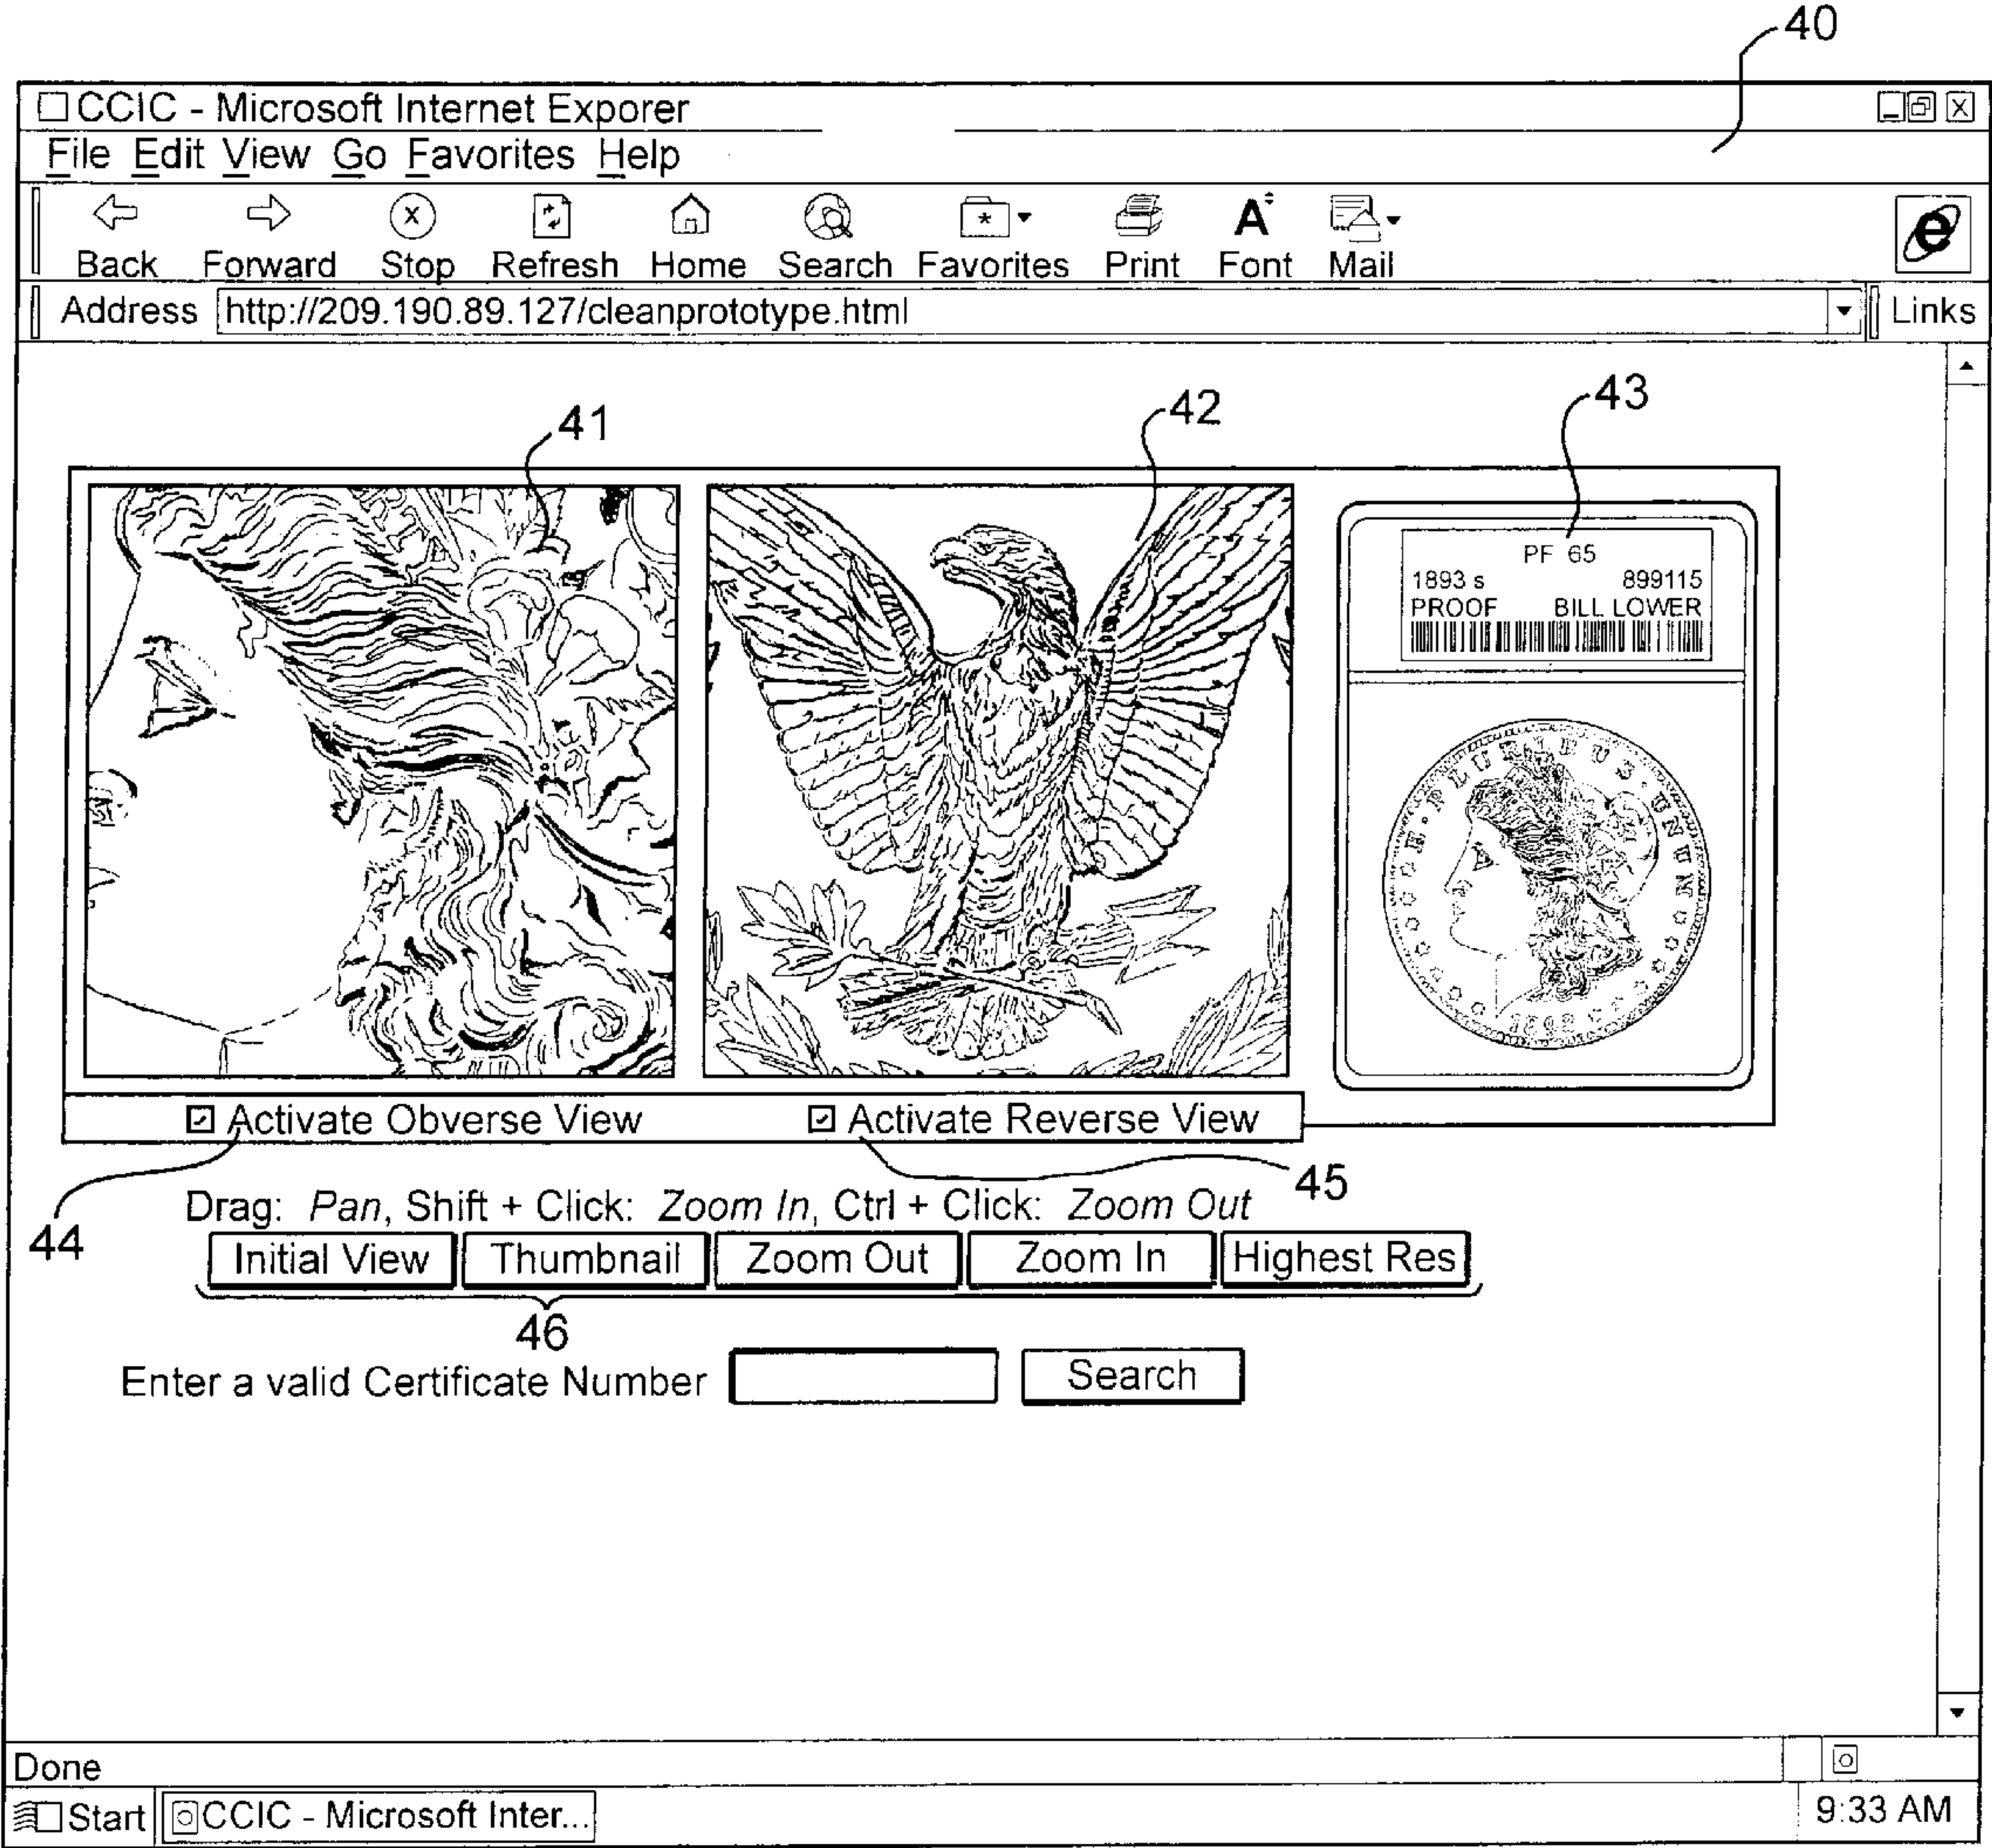 40
CCIC - Microsoft Internet Exporer
File Edit View Go Favorites Help
Back Forward Stop Refresh Home Search Favorites Print Font Mail
Address http://209.190.89.127/cleanprototype.html Links
41 42 43
PF 65
1893 s 899115
PROOF BILL LOWER
E·PLURIBUS·UNUM
Activate Obverse View Activate Reverse View
44 45
Drag: Pan, Shift + Click: Zoom In, Ctrl + Click: Zoom Out
Initial View Thumbnail Zoom Out Zoom In Highest Res
46
Enter a valid Certificate Number Search
Done
Start CCIC - Microsoft Inter... 9:33 AM